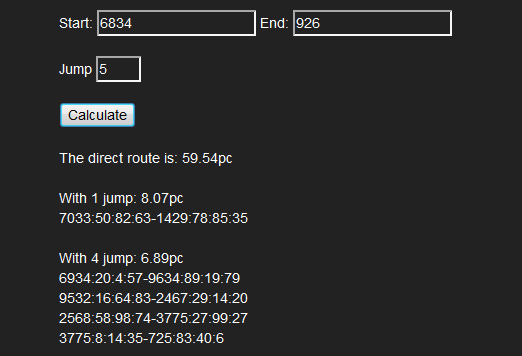 Start: 6834 End: 926
Jump 5
Calculate
The direct route is: 59.54pc
With 1 jump: 8.07pc
7033:50:82:63-1429:78:85:35
With 4 jump: 6.89pc
6934:20:4:57-9634:89:19:79
9532:16:64:83-2467:29:14:20
2568:58:98:74-3775:27:99:27
3775:8:14:35-725:83:40:6